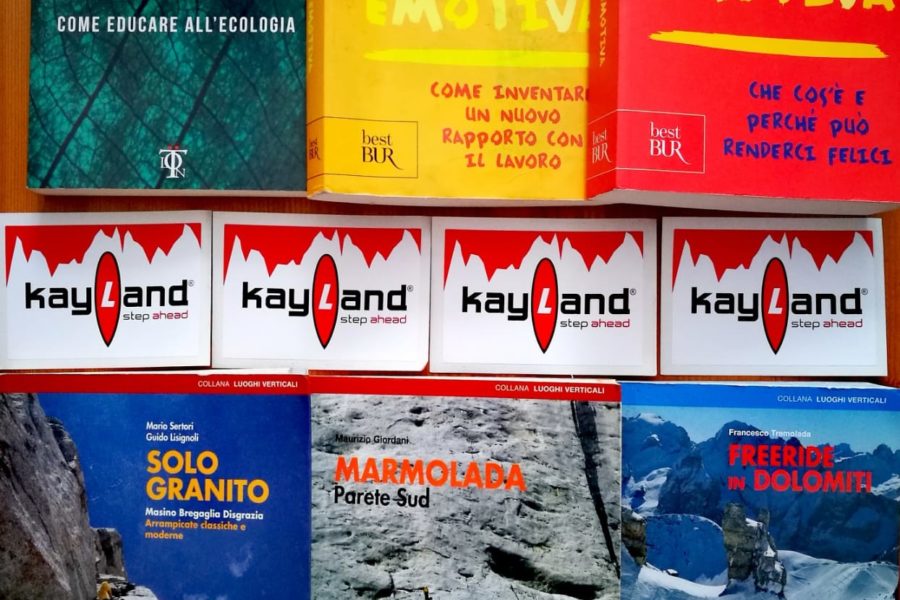 COME EDUCARE ALL'ECOLOGIA
EMOTIVA
COME INVENTARE
UN NUOVO
RAPPORTO CON
IL LAVORO
best
BUR
EMOTIVA
CHE COS'È E
PERCHÉ PUÒ
RENDERCI FELICI
best
BUR
kayLand®
step ahead
kayLand®
step ahead
kayLand®
step ahead
kayLand®
step ahead
COLLANA LUOGHI VERTICALI
Mario Sertori
Guido Lisignoli
SOLO
GRANITO
Masino Bregaglia Disgrazia
Arrampicate classiche e
moderne
COLLANA LUOGHI VERTICALI
Maurizio Giordani
MARMOLADA
Parete Sud
COLLANA LUOGHI VERTICALI
Francesco Tremolada
FREERIDE
IN DOLOMITI